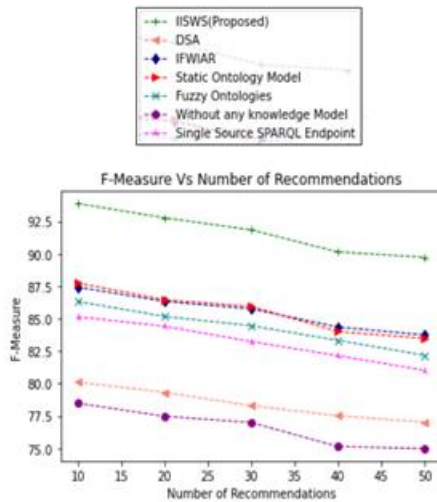 IISWS(Proposed)
DSA
IFWIAR
Static Ontology Model
Fuzzy Ontologies
Without any knowledge Model
Single Source SPARQL Endpoint
F-Measure Vs Number of Recommendations
92.5
90.0
87.5
85.0
82.5
80.0
77.5
75.0
F-Measure
10 15 20 25 30 35 40 45 50
Number of Recommendations